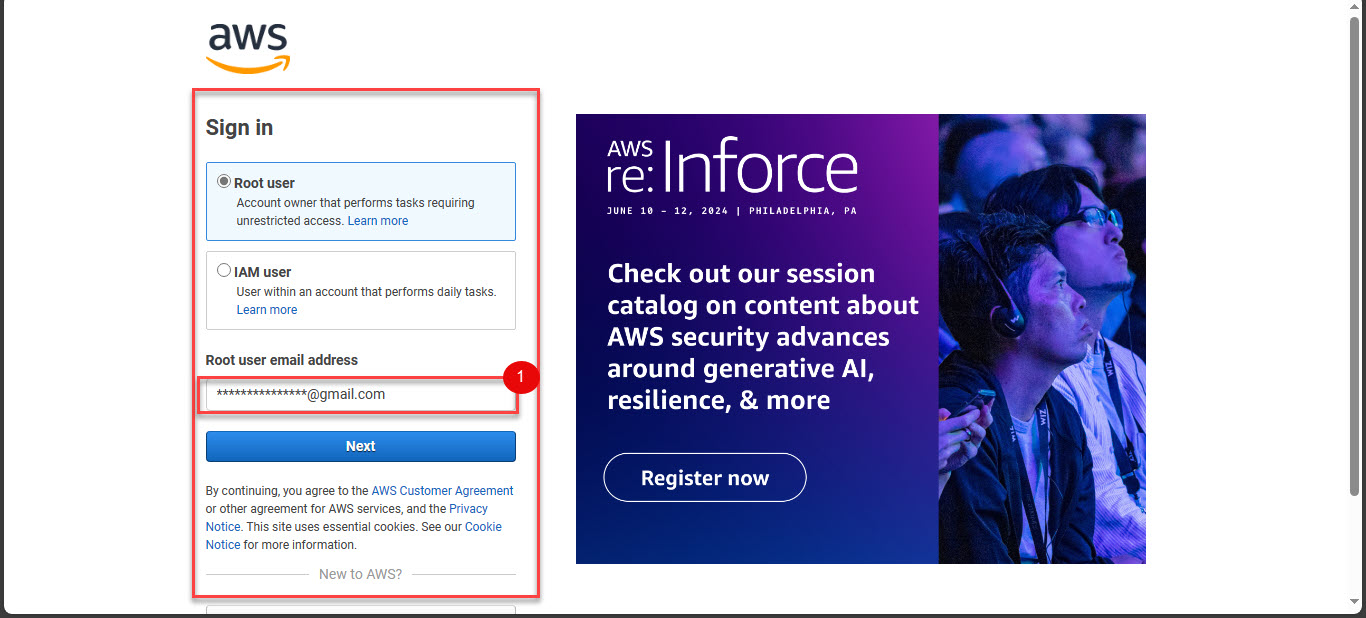 aws
Sign in
Root user
Account owner that performs tasks requiring
unrestricted access. Learn more
IAM user
User within an account that performs daily tasks.
Learn more
Root user email address
1
***************@gmail.com
Next
By continuing, you agree to the AWS Customer Agreement
or other agreement for AWS services, and the Privacy
Notice. This site uses essential cookies. See our Cookie
Notice for more information.
New to AWS?
AWS
re:Inforce
JUNE 10 – 12, 2024 | PHILADELPHIA, PA
Check out our session
catalog on content about
AWS security advances
around generative AI,
resilience, & more
Register now
WIZ
WIZ
WIZ